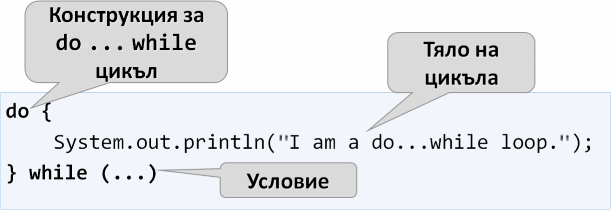 Конструкция за
do ... while
цикъл
Тяло на
цикъла
do {
System.out.println("I am a do...while loop.");
} while (...)
Условие